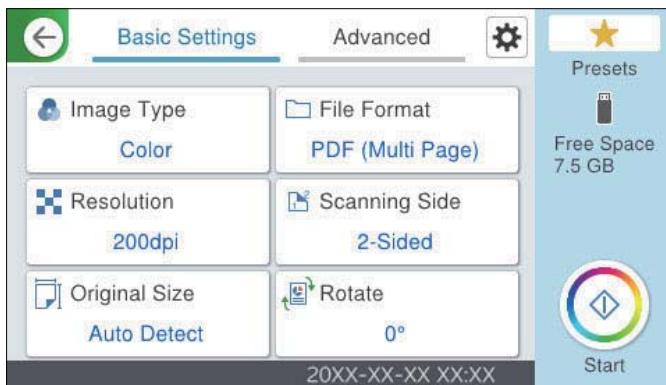 Basic Settings
Advanced
Presets
Image Type
Color
File Format
PDF (Multi Page)
Free Space
7.5 GB
Resolution
200dpi
Scanning Side
2-Sided
Original Size
Auto Detect
Rotate
0°
Start
20XX-XX-XX XX:XX